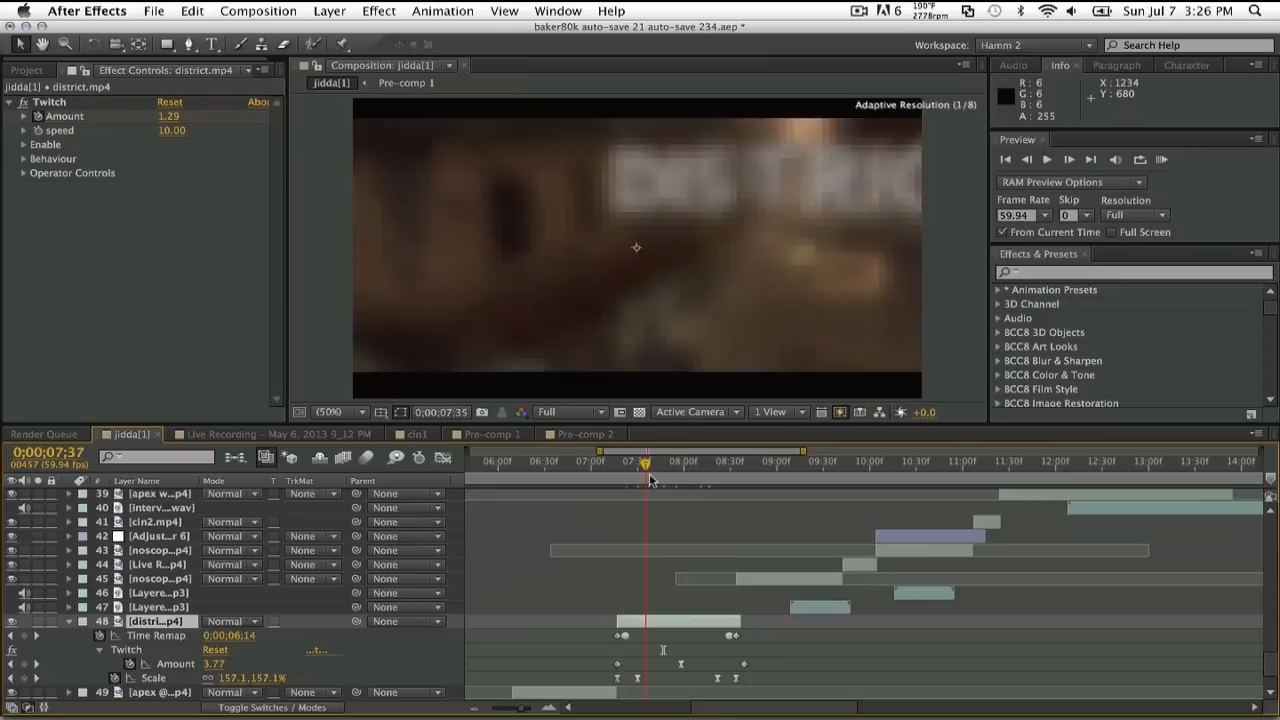 After Effects File Edit Composition Layer Effect Animation View Window Help 6 190°F 2778rpm Sun Jul 7 3:26 PM
baker80k auto-save 21 auto-save 234.aep *
Workspace: Hamm 2 Search Help
Project Effect Controls: district.mp4
jidda[1] • district.mp4
Twitch Reset Abou
Amount 1.29
speed 10.00
Enable
Behaviour
Operator Controls
Composition: jidda[1]
jidda[1] Pre-comp 1
Adaptive Resolution (1/8)
DISTRIC
(50%) 0;00;07;35 Full Active Camera 1 View +0.0
Audio Info Paragraph Character
R : 6 X : 1234
G : 6 Y : 680
B : 6
A : 255
Preview
RAM Preview Options
Frame Rate Skip Resolution
59.94 0 Full
From Current Time Full Screen
Effects & Presets
* Animation Presets
3D Channel
Audio
BCC8 3D Objects
BCC8 Art Looks
BCC8 Blur & Sharpen
BCC8 Color & Tone
BCC8 Film Style
BCC8 Image Restoration
Render Queue jidda[1] Live Recording - May 6, 2013 9_12 PM cin1 Pre-comp 1 Pre-comp 2
0;00;07;37
00457 (59.94 fps)
06:00f 06:30f 07:00f 07:30f 08:00f 08:30f 09:00f 09:30f 10:00f 10:30f 11:00f 11:30f 12:00f 12:30f 13:00f 13:30f 14:00f
# Layer Name Mode T TrkMat Parent
39 [apex w...p4] Normal None None
40 [interv...wav] None
41 [cin2.mp4] Normal None None
42 [Adjust...r 6] Normal None None
43 [noscop...p4] Normal None None
44 [Live R...p4] Normal None None
45 [noscop...p4] Normal None None
46 [Layere...p3] None
47 [Layere...p3] None
48 [distri...p4] Normal None None
Time Remap 0;00;06;14
Twitch Reset ...t...
Amount 3.77
Scale 157.1,157.1%
49 [apex @...p4] Normal None None
Toggle Switches / Modes